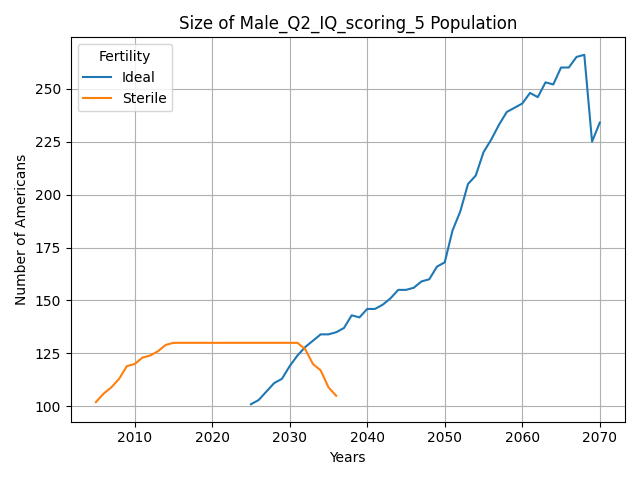 Size of Male_Q2_IQ_scoring_5 Population
Fertility
Ideal
Sterile
Number of Americans
250
225
200
175
150
125
100
2010 2020 2030 2040 2050 2060 2070
Years